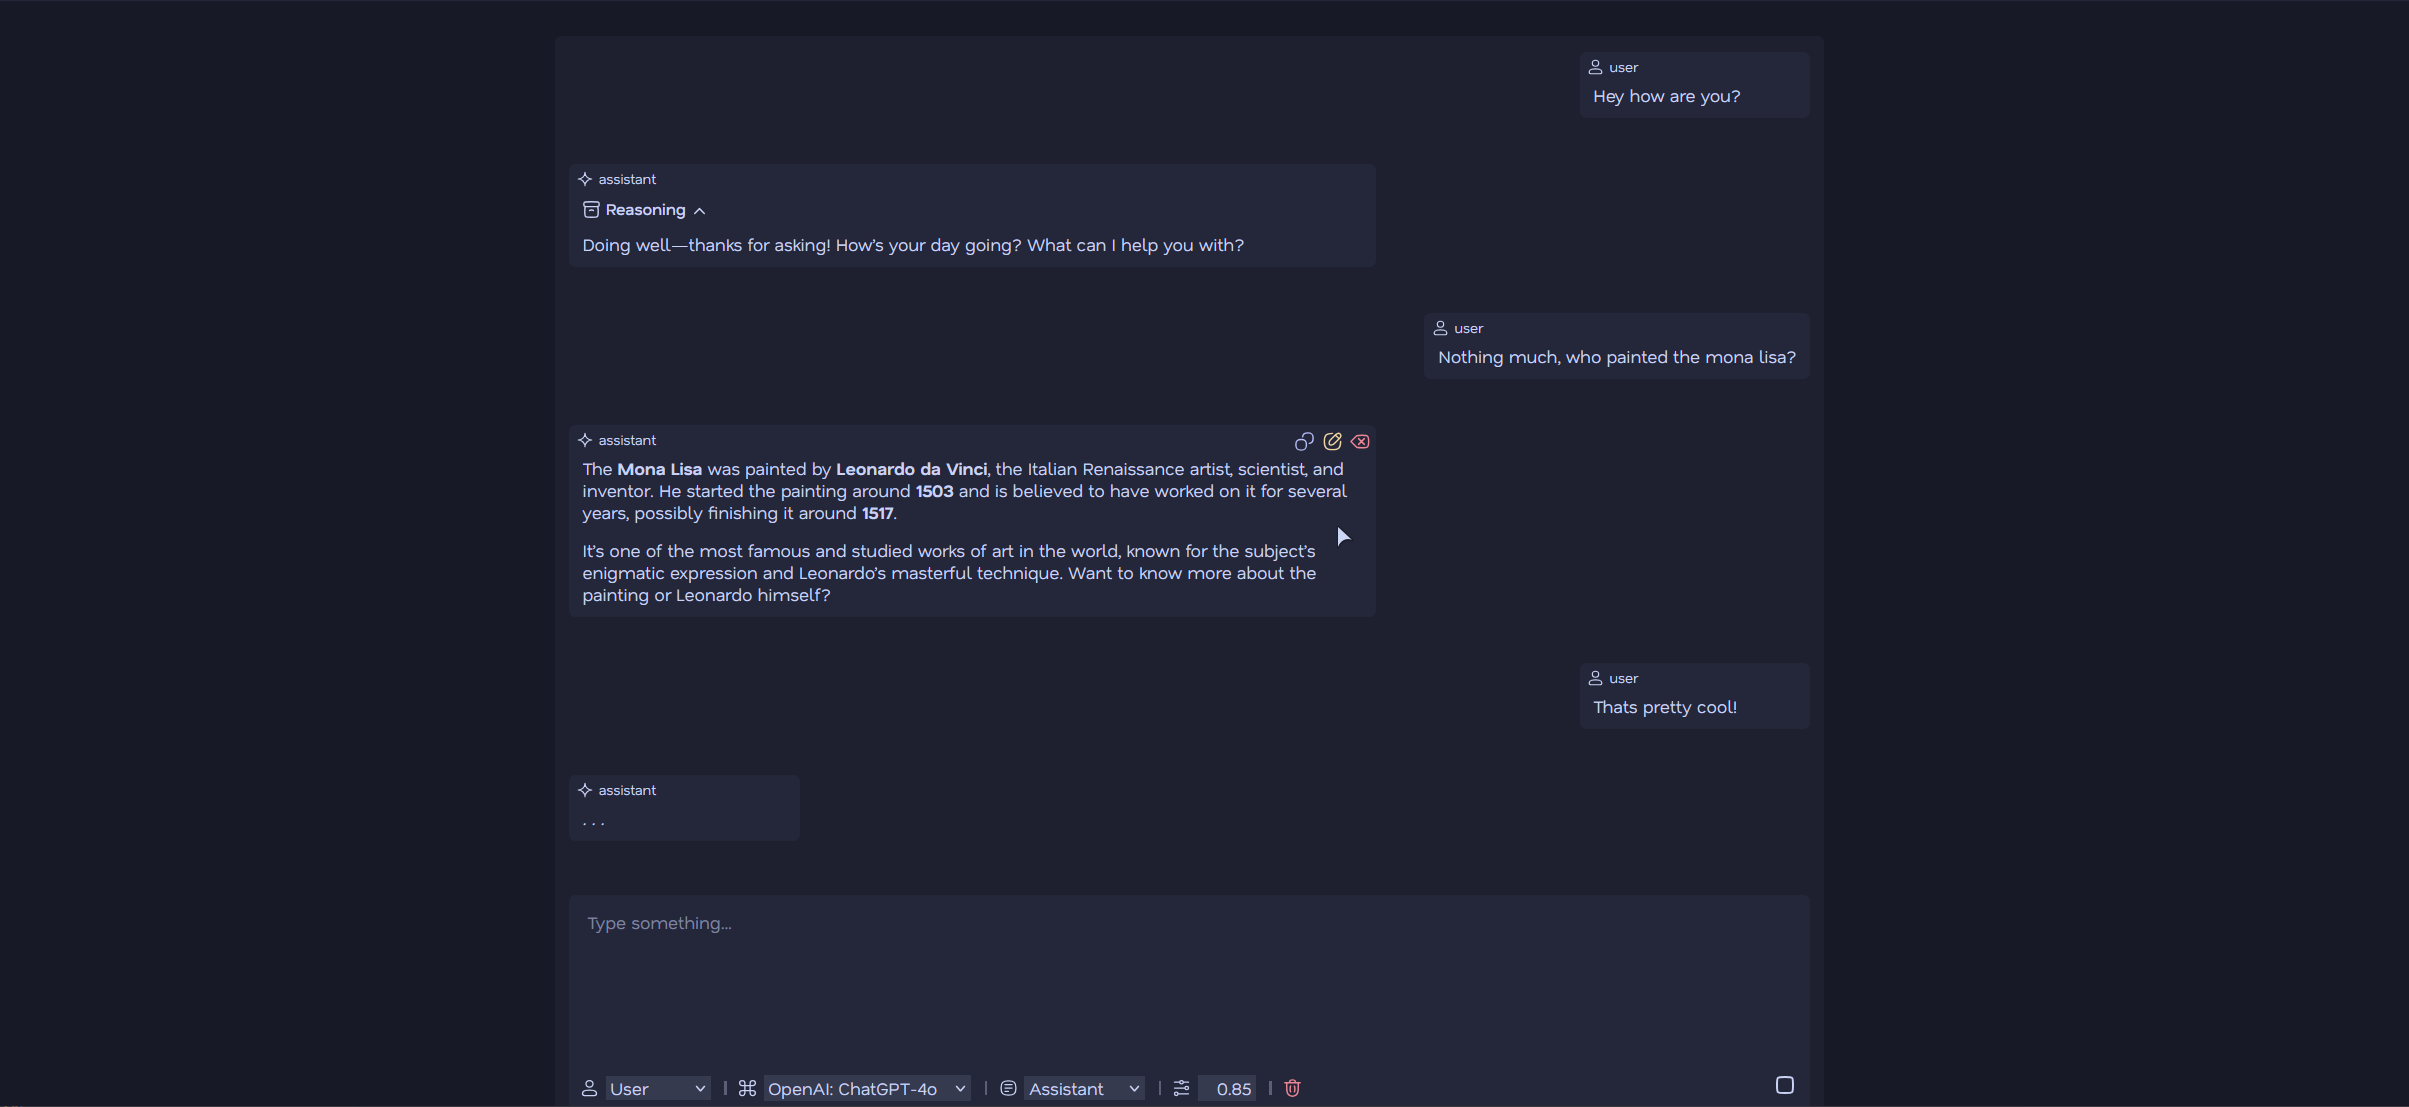 user
Hey how are you?
assistant
Reasoning
Doing well—thanks for asking! How's your day going? What can I help you with?
user
Nothing much, who painted the mona lisa?
assistant
The Mona Lisa was painted by Leonardo da Vinci, the Italian Renaissance artist, scientist, and
inventor. He started the painting around 1503 and is believed to have worked on it for several
years, possibly finishing it around 1517.
It's one of the most famous and studied works of art in the world, known for the subject's
enigmatic expression and Leonardo's masterful technique. Want to know more about the
painting or Leonardo himself?
user
Thats pretty cool!
assistant
...
Type something...
User | OpenAI: ChatGPT-4o | Assistant | 0.85 |